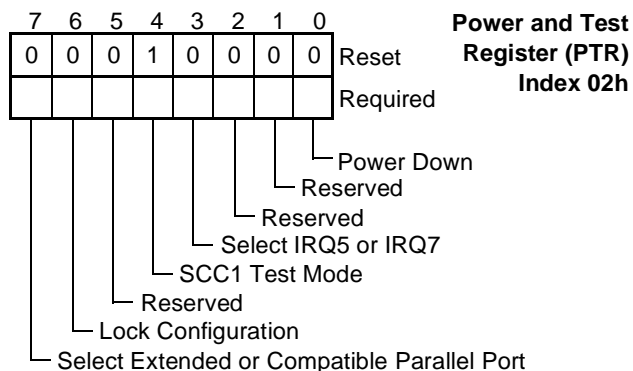 7 6 5 4 3 2 1 0
Power and Test
Register (PTR)
Index 02h
0 0 0 1 0 0 0 0 Reset
Required
Power Down
Reserved
Reserved
Select IRQ5 or IRQ7
SCC1 Test Mode
Reserved
Lock Configuration
Select Extended or Compatible Parallel Port